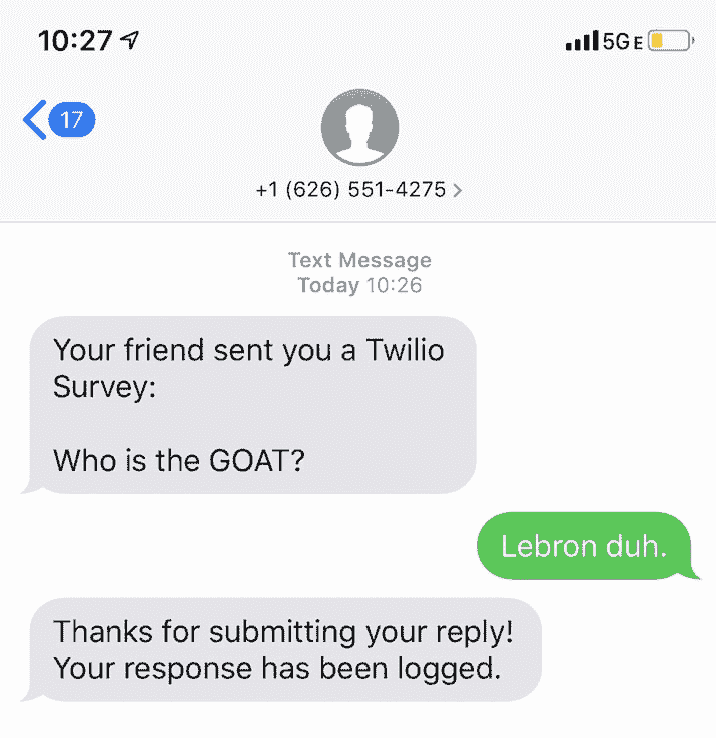 10:27
5GE
17
+1 (626) 551-4275
Text Message
Today 10:26
Your friend sent you a Twilio
Survey:
Who is the GOAT?
Lebron duh.
Thanks for submitting your reply!
Your response has been logged.